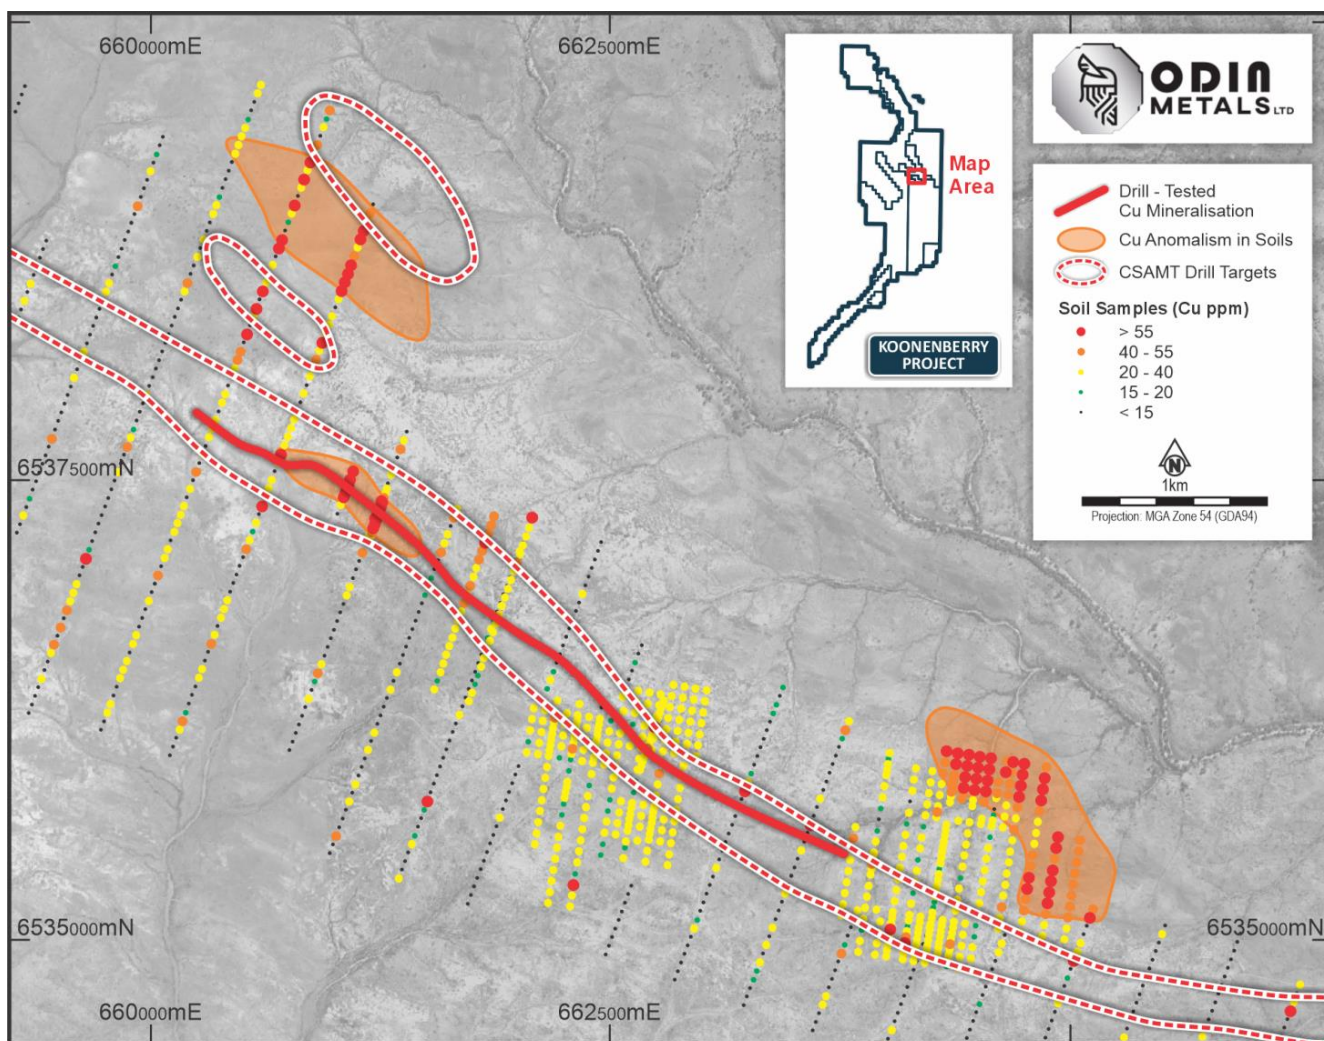 660000mE
662500mE
ODIN
METALS LTD
Map
Area
KOONENBERRY
PROJECT
Drill - Tested
Cu Mineralisation
Cu Anomalism in Soils
CSAMT Drill Targets
Soil Samples (Cu ppm)
> 55
40 - 55
20 - 40
15 - 20
< 15
N
1km
Projection: MGA Zone 54 (GDA94)
6537500mN
6535000mN
6535000mN
660000mE
662500mE